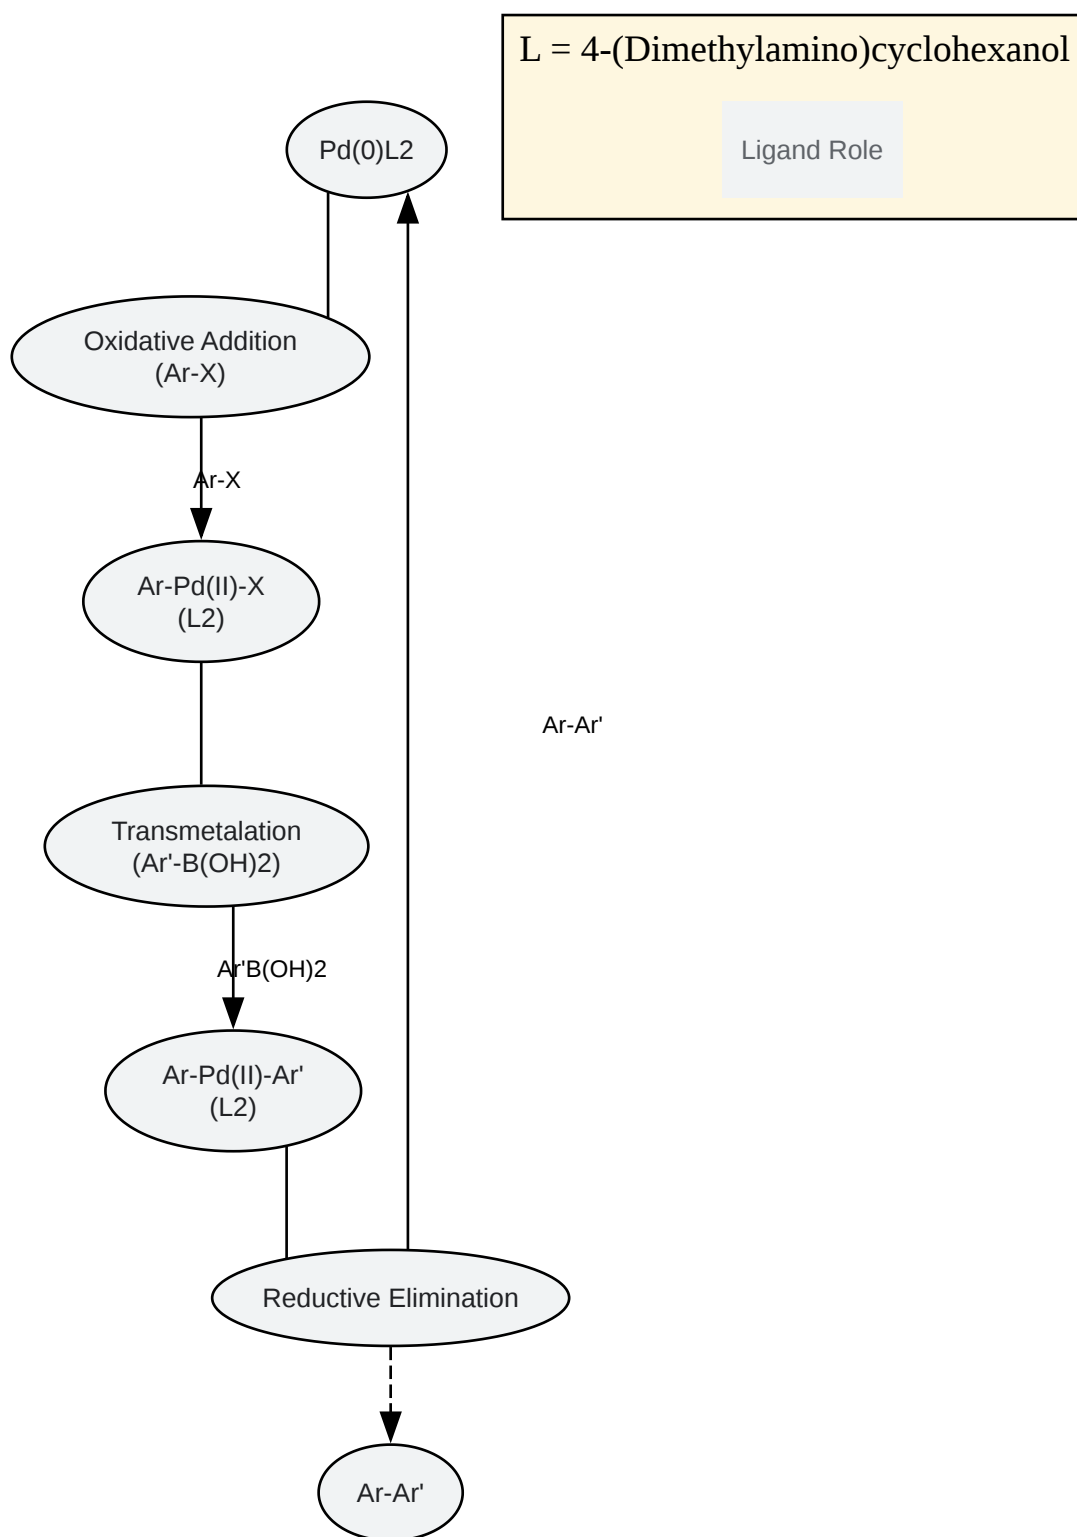 L = 4-(Dimethylamino)cyclohexanol
Ligand Role
Pd(0)L2
Oxidative Addition
(Ar-X)
Ar-X
Ar-Pd(II)-X
(L2)
Ar-Ar'
Transmetalation
(Ar'-B(OH)2)
Ar'B(OH)2
Ar-Pd(II)-Ar'
(L2)
Reductive Elimination
Ar-Ar'